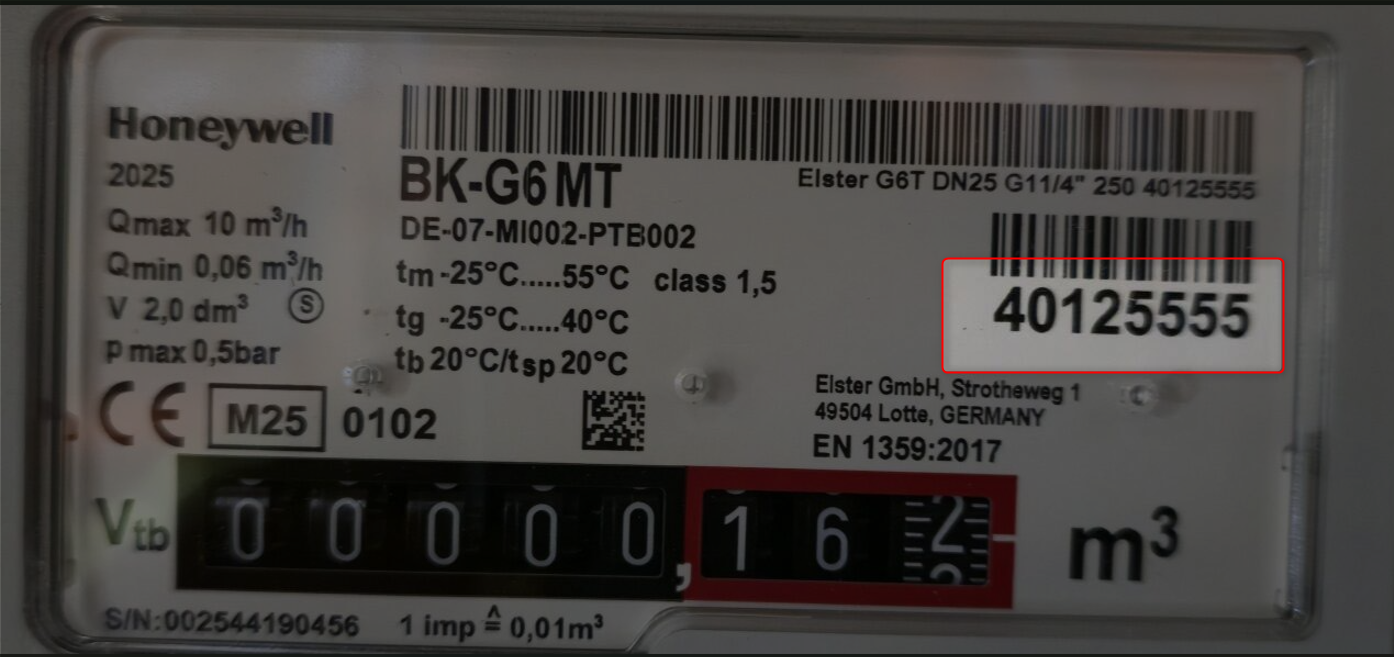 Honeywell
2025
Qmax 10 m³/h
Qmin 0,06 m³/h
V 2,0 dm³ Ⓢ
p max 0,5bar
CE M25 0102
BK-G6 MT
DE-07-MI002-PTB002
tm -25°C.....55°C class 1,5
tg -25°C.....40°C
tb 20°C/tsp 20°C
Elster G6T DN25 G11/4" 250 40125555
40125555
Elster GmbH, Strotheweg 1
49504 Lotte, GERMANY
EN 1359:2017
Vtb 00000,162 m³
S/N:002544190456 1 imp ≙ 0,01m³